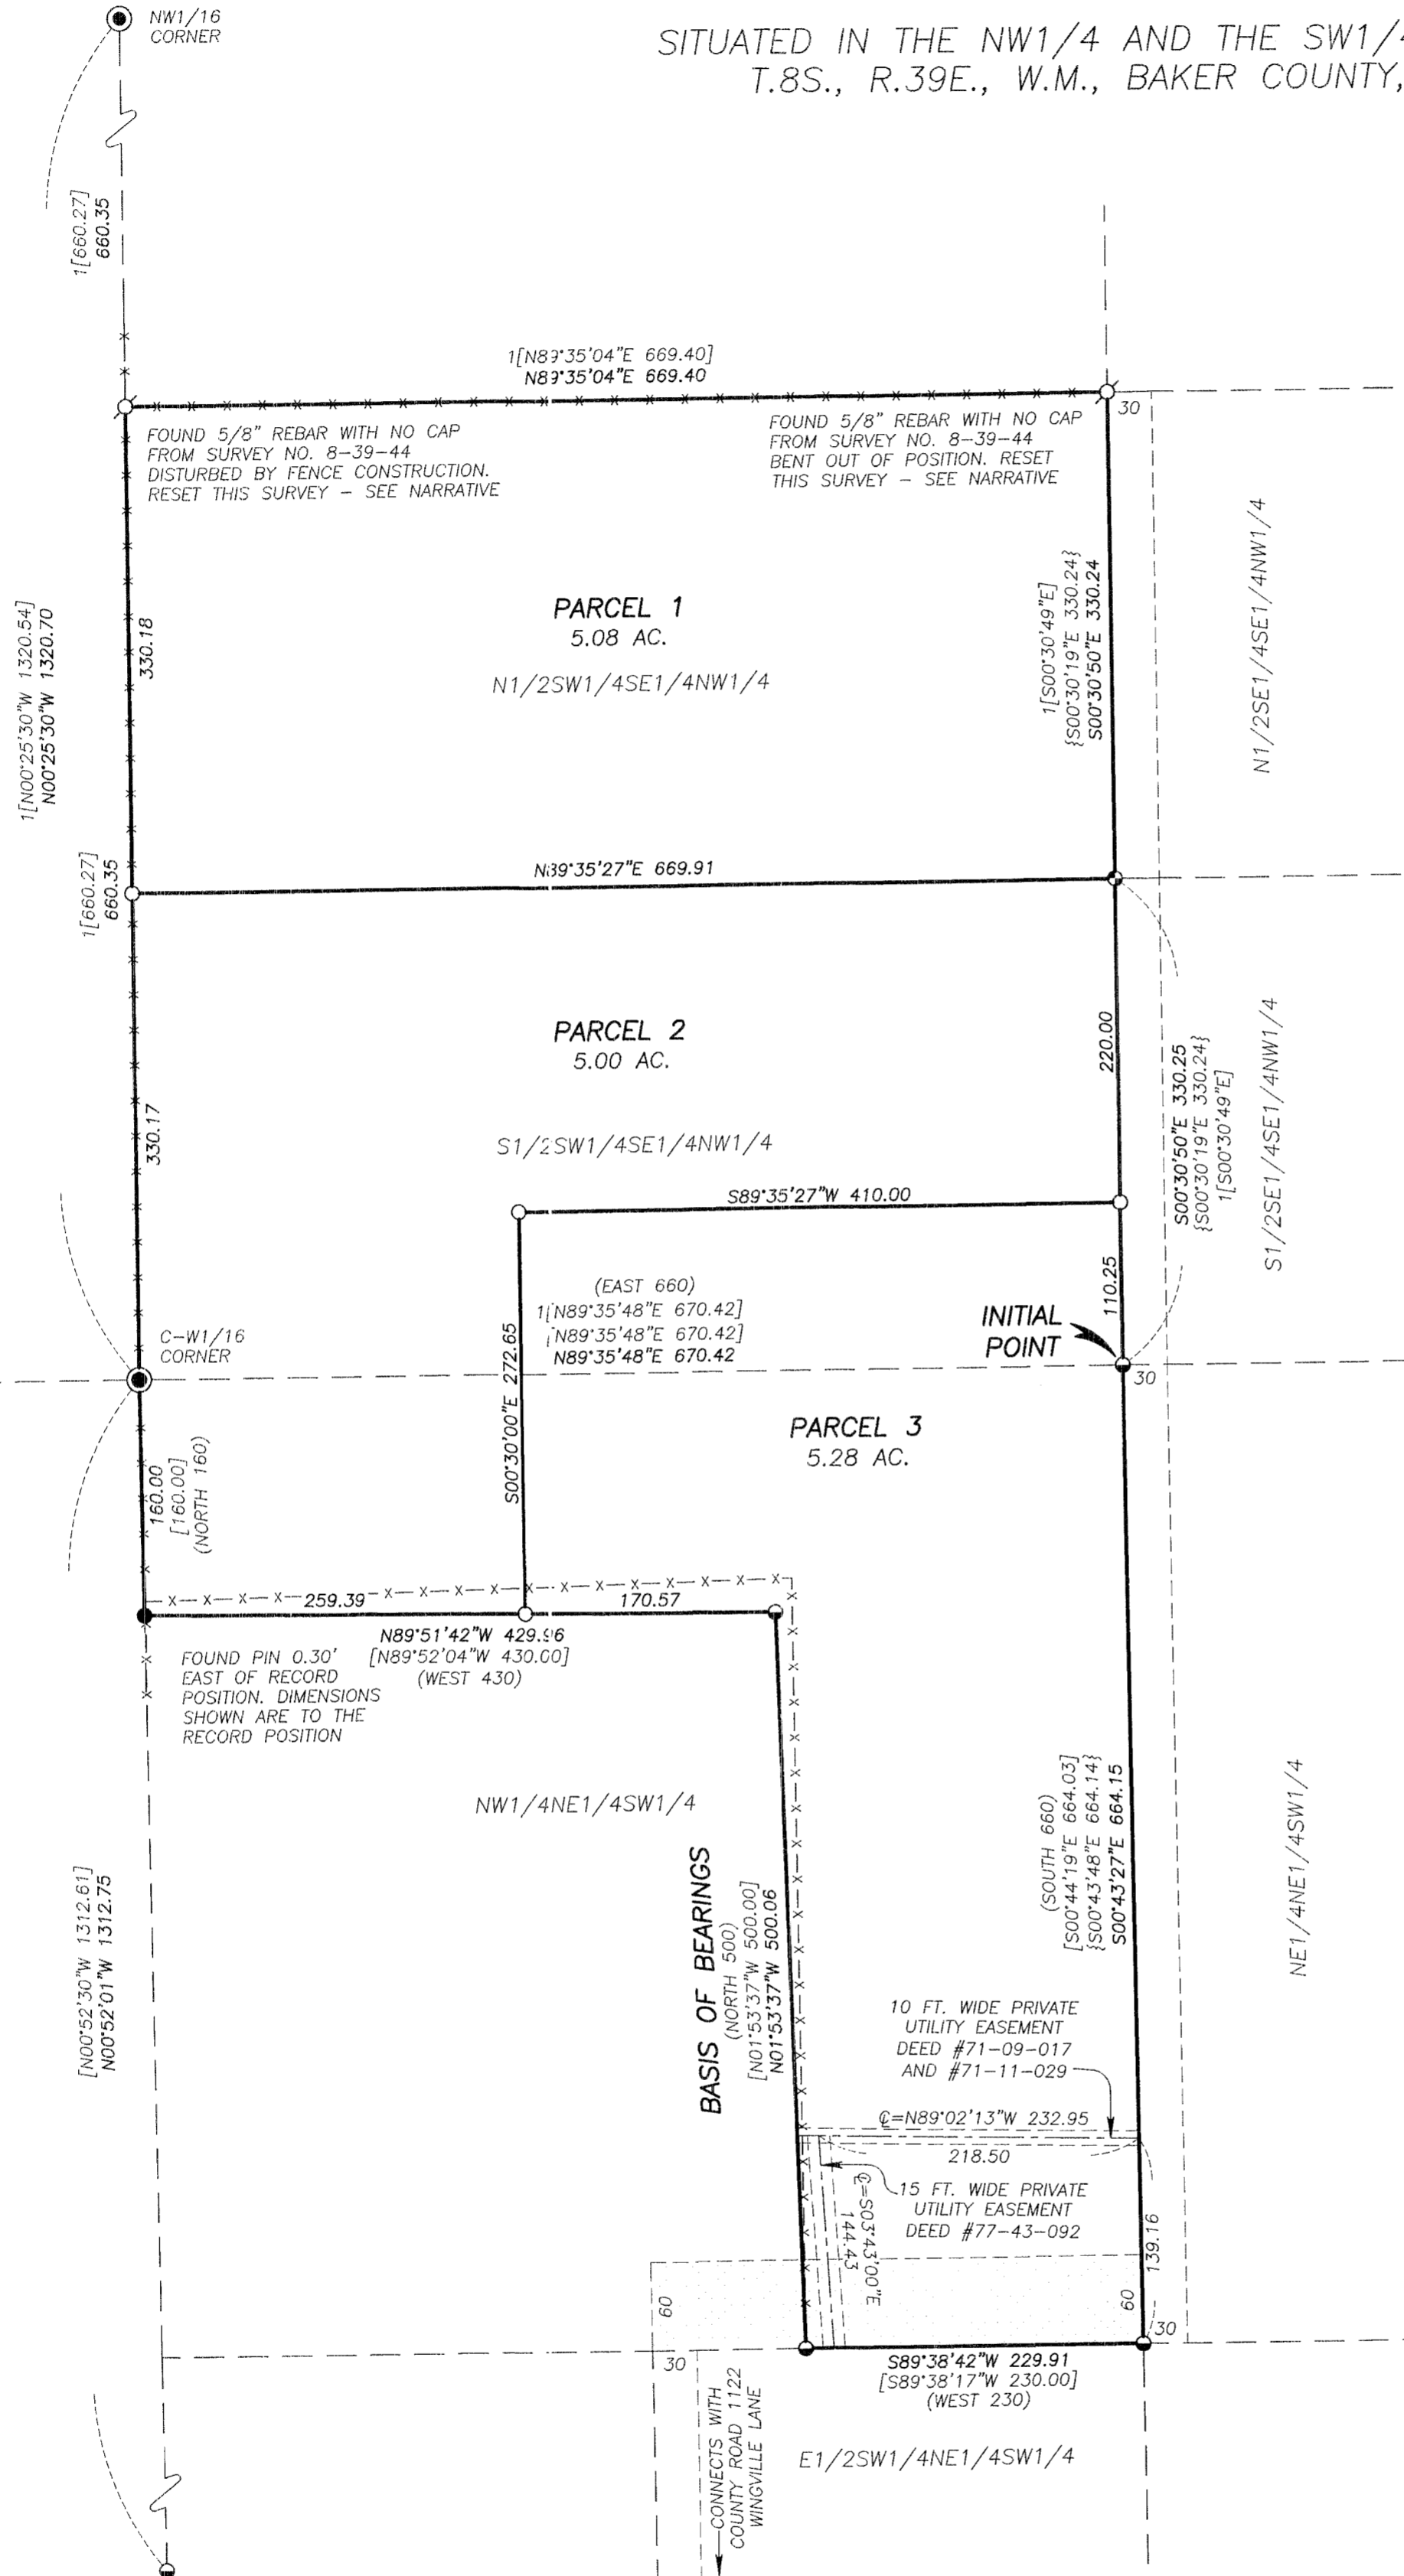 NW1/16
CORNER
SITUATED IN THE NW1/4 AND THE SW1/4
T.8S., R.39E., W.M., BAKER COUNTY,
1[660.27]
660.35
1[N89°35'04"E 669.40]
N89°35'04"E 669.40
30
FOUND 5/8" REBAR WITH NO CAP
FROM SURVEY NO. 8-39-44
DISTURBED BY FENCE CONSTRUCTION.
RESET THIS SURVEY - SEE NARRATIVE
FOUND 5/8" REBAR WITH NO CAP
FROM SURVEY NO. 8-39-44
BENT OUT OF POSITION. RESET
THIS SURVEY - SEE NARRATIVE
1[N00°25'30"W 1320.54]
N00°25'30"W 1320.70
330.18
PARCEL 1
5.08 AC.
N1/2SW1/4SE1/4NW1/4
1[S00°30'49"E]
{S00°30'19"E 330.24}
S00°30'50"E 330.24
N1/2SE1/4SE1/4NW1/4
1[660.27]
660.35
N89°35'27"E 669.91
PARCEL 2
5.00 AC.
330.17
S1/2SW1/4SE1/4NW1/4
220.00
S00°30'50"E 330.25
{S00°30'19"E 330.24}
1[S00°30'49"E]
S1/2SE1/4SE1/4NW1/4
S89°35'27"W 410.00
110.25
C-W1/16
CORNER
S00°30'00"E 272.65
(EAST 660)
1[N89°35'48"E 670.42]
[N89°35'48"E 670.42]
N89°35'48"E 670.42
INITIAL
POINT
30
PARCEL 3
5.28 AC.
160.00
[160.00]
(NORTH 160)
259.39
170.57
N89°51'42"W 429.96
[N89°52'04"W 430.00]
(WEST 430)
FOUND PIN 0.30'
EAST OF RECORD
POSITION. DIMENSIONS
SHOWN ARE TO THE
RECORD POSITION
NW1/4NE1/4SW1/4
[N00°52'30"W 1312.61]
N00°52'01"W 1312.75
BASIS OF BEARINGS
(NORTH 500)
[N01°53'37"W 500.00]
N01°53'37"W 500.06
(SOUTH 660)
[S00°44'19"E 664.03]
{S00°43'48"E 664.14}
S00°43'27"E 664.15
NE1/4NE1/4SW1/4
10 FT. WIDE PRIVATE
UTILITY EASEMENT
DEED #71-09-017
AND #71-11-029
℄=N89°02'13"W 232.95
218.50
15 FT. WIDE PRIVATE
UTILITY EASEMENT
DEED #77-43-092
℄=S03°43'00"E
144.43
139.16
60
60
30
30
S89°38'42"W 229.91
[S89°38'17"W 230.00]
(WEST 230)
CONNECTS WITH
COUNTY ROAD 1122
WINGVILLE LANE
E1/2SW1/4NE1/4SW1/4